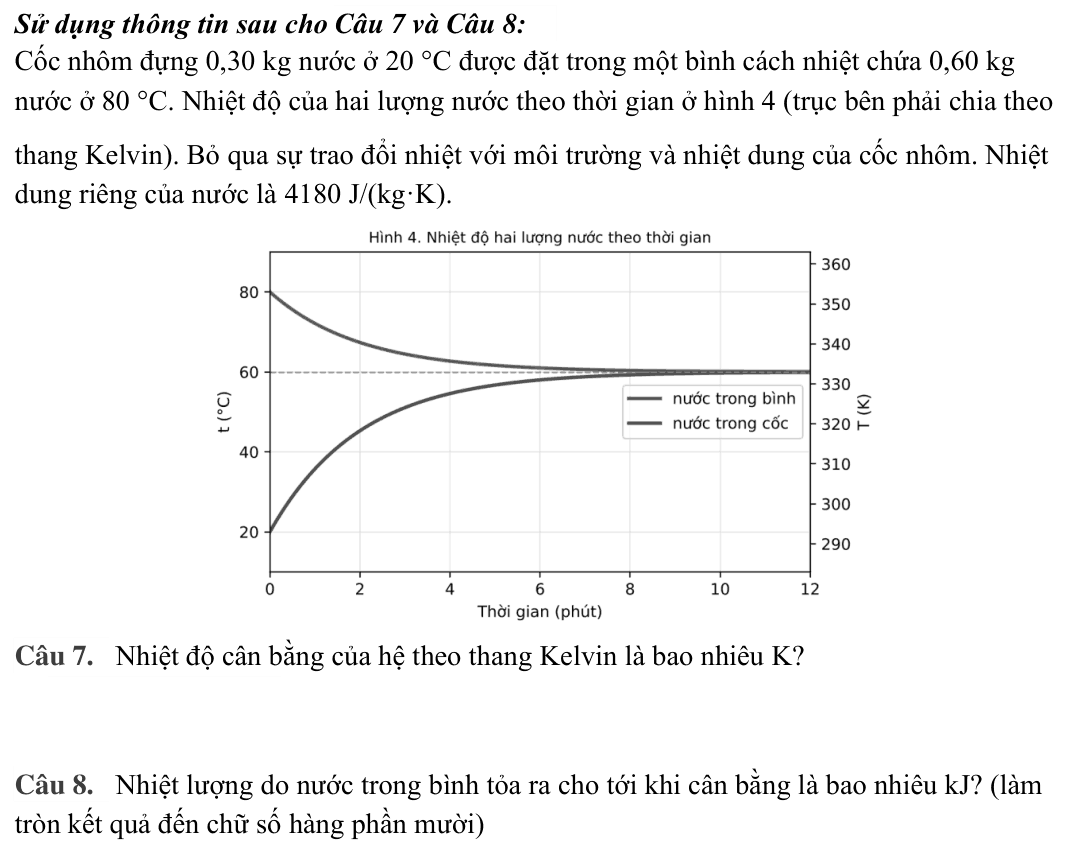 Sử dụng thông tin sau cho Câu 7 và Câu 8:
Cốc nhôm đựng 0,30 kg nước ở 20 °C được đặt trong một bình cách nhiệt chứa 0,60 kg
nước ở 80 °C. Nhiệt độ của hai lượng nước theo thời gian ở hình 4 (trục bên phải chia theo
thang Kelvin). Bỏ qua sự trao đổi nhiệt với môi trường và nhiệt dung của cốc nhôm. Nhiệt
dung riêng của nước là 4180 J/(kg·K).
Hình 4. Nhiệt độ hai lượng nước theo thời gian
80
60
40
20
t (°C)
360
350
340
330
320
310
300
290
T (K)
nước trong bình
nước trong cốc
0 2 4 6 8 10 12
Thời gian (phút)
Câu 7. Nhiệt độ cân bằng của hệ theo thang Kelvin là bao nhiêu K?
Câu 8. Nhiệt lượng do nước trong bình tỏa ra cho tới khi cân bằng là bao nhiêu kJ? (làm
tròn kết quả đến chữ số hàng phần mười)